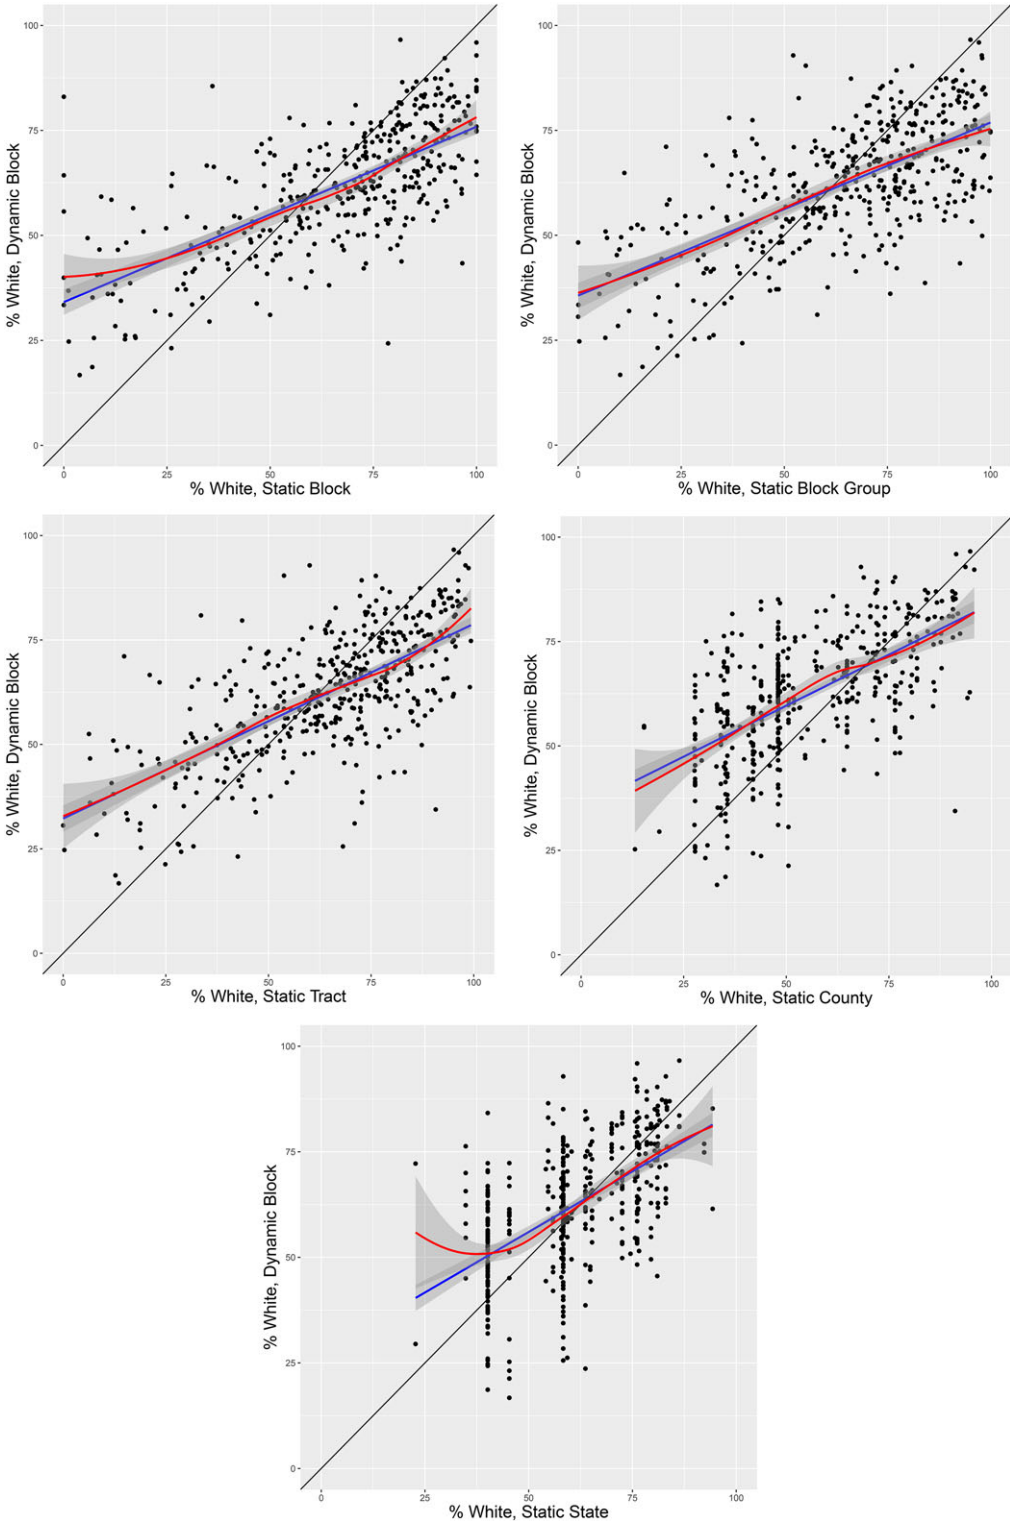 100
75
50
25
0
% White, Dynamic Block
0 25 50 75 100
% White, Static Block
100
75
50
25
0
% White, Dynamic Block
0 25 50 75 100
% White, Static Block Group
100
75
50
25
0
% White, Dynamic Block
0 25 50 75 100
% White, Static Tract
100
75
50
25
0
% White, Dynamic Block
0 25 50 75 100
% White, Static County
100
75
50
25
0
% White, Dynamic Block
0 25 50 75 100
% White, Static State